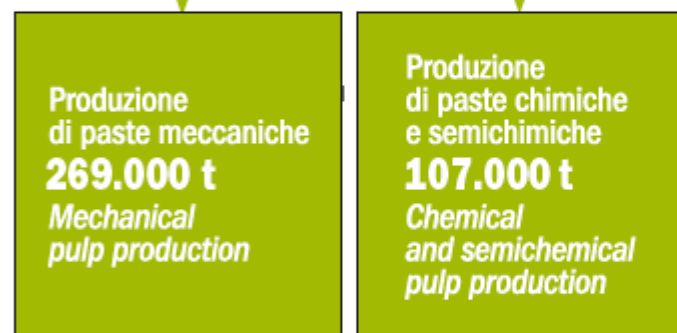 Produzione
di paste meccaniche
269.000 t
Mechanical
pulp production
Produzione
di paste chimiche
e semichimiche
107.000 t
Chemical
and semichemical
pulp production